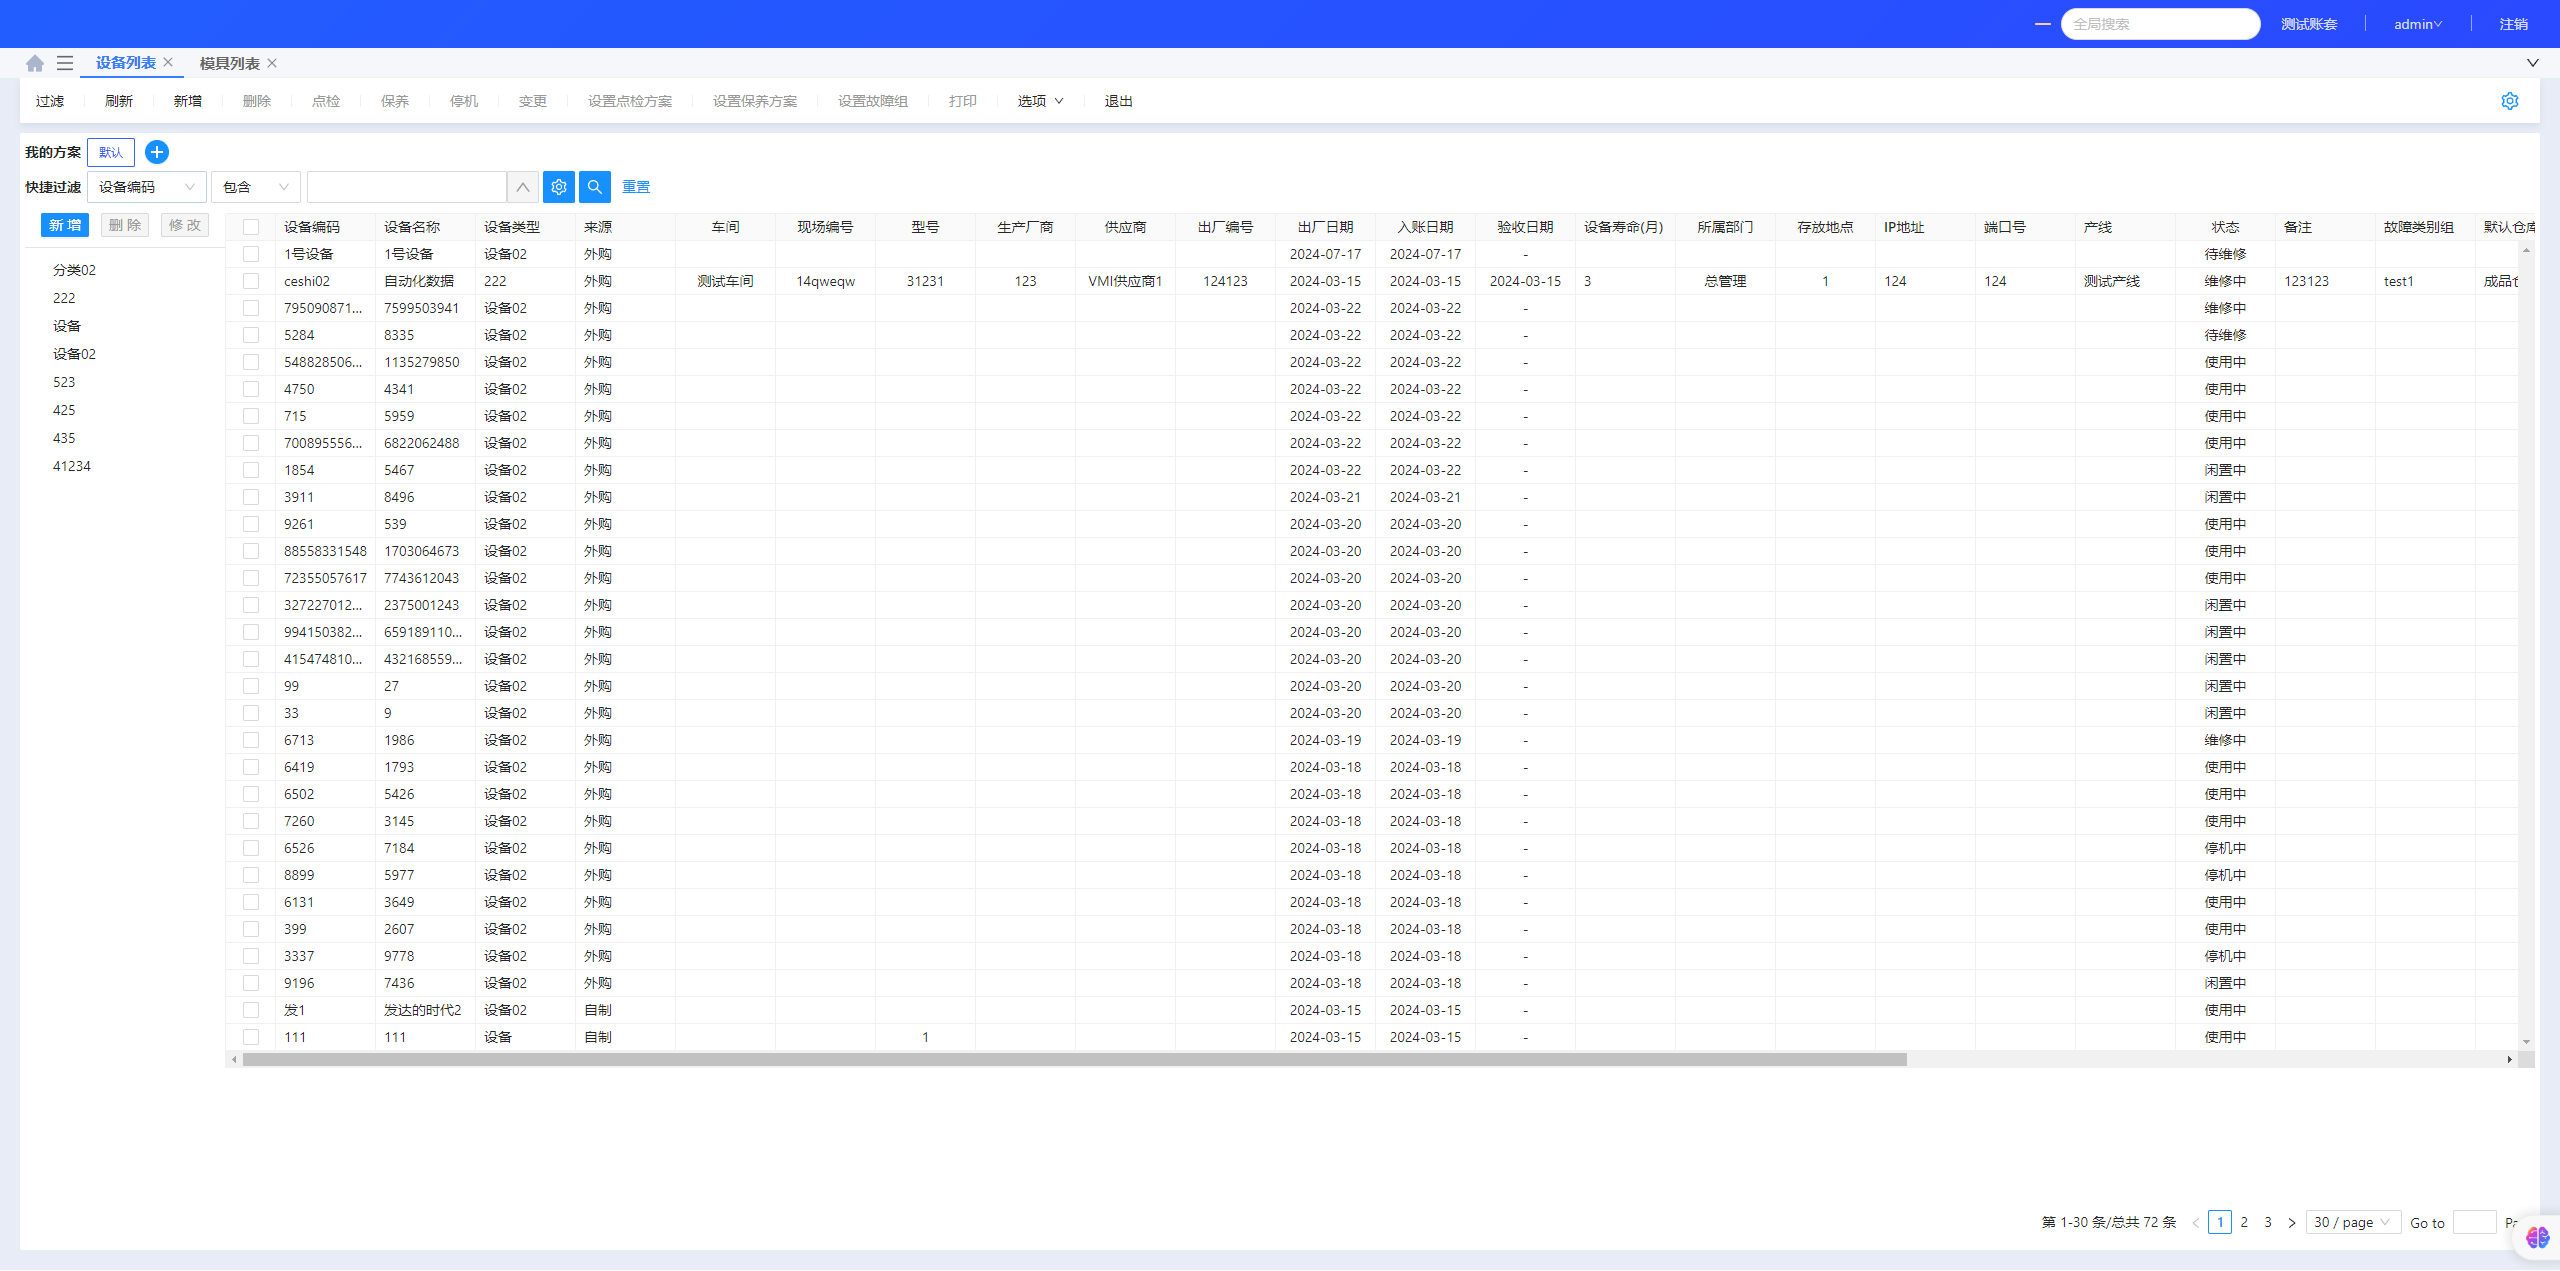 全局搜索 测试账套 admin 注销
设备列表 模具列表
过滤 刷新 新增 删除 点检 保养 停机 变更 设置点检方案 设置保养方案 设置故障组 打印 选项 退出
我的方案 默认
快捷过滤 设备编码 包含 重置
新 增 删 除 修 改
分类02
222
设备
设备02
523
425
435
41234
设备编码 设备名称 设备类型 来源 车间 现场编号 型号 生产厂商 供应商 出厂编号 出厂日期 入账日期 验收日期 设备寿命(月) 所属部门 存放地点 IP地址 端口号 产线 状态 备注 故障类别组 默认仓库
1号设备 1号设备 设备02 外购 2024-07-17 2024-07-17 - 待维修
ceshi02 自动化数据 222 外购 测试车间 14qweqw 31231 123 VMI供应商1 124123 2024-03-15 2024-03-15 2024-03-15 3 总管理 1 124 124 测试产线 维修中 123123 test1 成品仓
795090871... 7599503941 设备02 外购 2024-03-22 2024-03-22 - 维修中
5284 8335 设备02 外购 2024-03-22 2024-03-22 - 待维修
548828506... 1135279850 设备02 外购 2024-03-22 2024-03-22 - 使用中
4750 4341 设备02 外购 2024-03-22 2024-03-22 - 使用中
715 5959 设备02 外购 2024-03-22 2024-03-22 - 使用中
700895556... 6822062488 设备02 外购 2024-03-22 2024-03-22 - 使用中
1854 5467 设备02 外购 2024-03-22 2024-03-22 - 闲置中
3911 8496 设备02 外购 2024-03-21 2024-03-21 - 闲置中
9261 539 设备02 外购 2024-03-20 2024-03-20 - 使用中
88558331548 1703064673 设备02 外购 2024-03-20 2024-03-20 - 使用中
72355057617 7743612043 设备02 外购 2024-03-20 2024-03-20 - 使用中
327227012... 2375001243 设备02 外购 2024-03-20 2024-03-20 - 闲置中
994150382... 659189110... 设备02 外购 2024-03-20 2024-03-20 - 闲置中
415474810... 432168559... 设备02 外购 2024-03-20 2024-03-20 - 闲置中
99 27 设备02 外购 2024-03-20 2024-03-20 - 闲置中
33 9 设备02 外购 2024-03-20 2024-03-20 - 闲置中
6713 1986 设备02 外购 2024-03-19 2024-03-19 - 维修中
6419 1793 设备02 外购 2024-03-18 2024-03-18 - 使用中
6502 5426 设备02 外购 2024-03-18 2024-03-18 - 使用中
7260 3145 设备02 外购 2024-03-18 2024-03-18 - 使用中
6526 7184 设备02 外购 2024-03-18 2024-03-18 - 停机中
8899 5977 设备02 外购 2024-03-18 2024-03-18 - 停机中
6131 3649 设备02 外购 2024-03-18 2024-03-18 - 使用中
399 2607 设备02 外购 2024-03-18 2024-03-18 - 使用中
3337 9778 设备02 外购 2024-03-18 2024-03-18 - 停机中
9196 7436 设备02 外购 2024-03-18 2024-03-18 - 闲置中
发1 发达的时代2 设备02 自制 2024-03-15 2024-03-15 - 使用中
111 111 设备 自制 1 2024-03-15 2024-03-15 - 使用中
第 1-30 条/总共 72 条 1 2 3 30 / page Go to